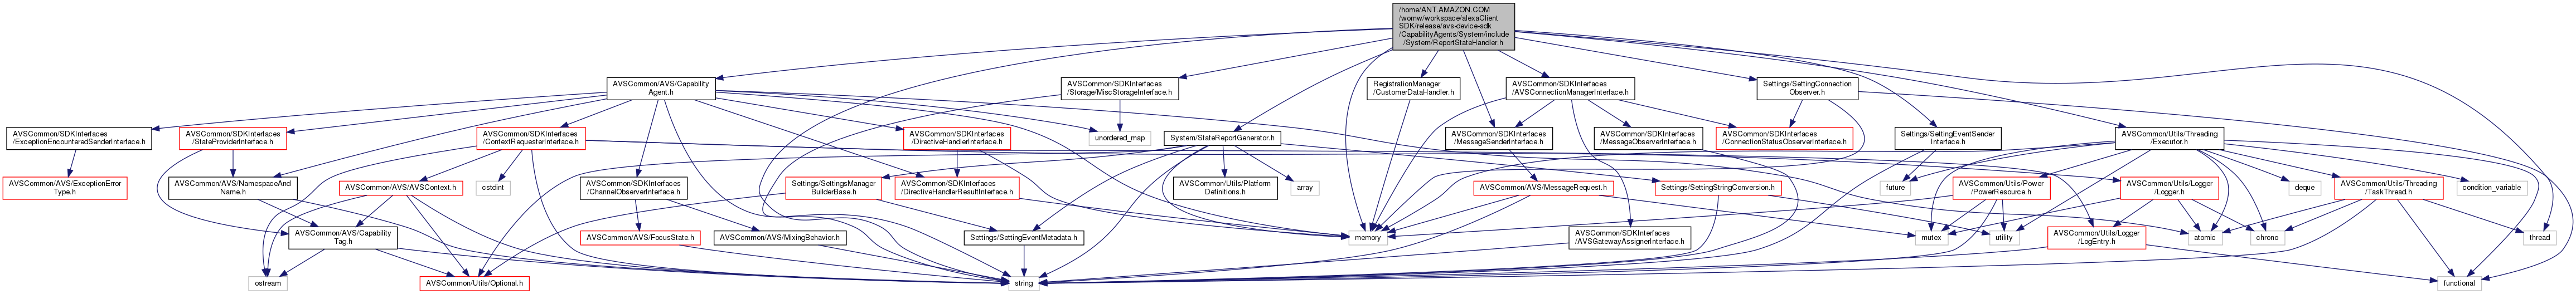 /home/ANT.AMAZON.COM
/womw/workspace/alexaClient
SDK/release/avs-device-sdk
/CapabilityAgents/System/include
/System/ReportStateHandler.h
AVSCommon/AVS/Capability
Agent.h
AVSCommon/SDKInterfaces
/Storage/MiscStorageInterface.h
RegistrationManager
/CustomerDataHandler.h
AVSCommon/SDKInterfaces
/AVSConnectionManagerInterface.h
Settings/SettingConnection
Observer.h
AVSCommon/SDKInterfaces
/ExceptionEncounteredSenderInterface.h
AVSCommon/SDKInterfaces
/StateProviderInterface.h
AVSCommon/SDKInterfaces
/ContextRequesterInterface.h
AVSCommon/SDKInterfaces
/DirectiveHandlerInterface.h
unordered_map
System/StateReportGenerator.h
AVSCommon/SDKInterfaces
/MessageSenderInterface.h
AVSCommon/SDKInterfaces
/MessageObserverInterface.h
AVSCommon/SDKInterfaces
/ConnectionStatusObserverInterface.h
Settings/SettingEventSender
Interface.h
AVSCommon/Utils/Threading
/Executor.h
AVSCommon/AVS/ExceptionError
Type.h
AVSCommon/AVS/NamespaceAnd
Name.h
AVSCommon/AVS/AVSContext.h
cstdint
AVSCommon/SDKInterfaces
/ChannelObserverInterface.h
Settings/SettingsManager
BuilderBase.h
AVSCommon/SDKInterfaces
/DirectiveHandlerResultInterface.h
AVSCommon/Utils/Platform
Definitions.h
array
AVSCommon/AVS/MessageRequest.h
Settings/SettingStringConversion.h
future
AVSCommon/Utils/Power
/PowerResource.h
AVSCommon/Utils/Logger
/Logger.h
deque
AVSCommon/Utils/Threading
/TaskThread.h
condition_variable
AVSCommon/AVS/Capability
Tag.h
AVSCommon/AVS/FocusState.h
AVSCommon/AVS/MixingBehavior.h
Settings/SettingEventMetadata.h
memory
AVSCommon/SDKInterfaces
/AVSGatewayAssignerInterface.h
mutex
utility
AVSCommon/Utils/Logger
/LogEntry.h
atomic
chrono
thread
ostream
AVSCommon/Utils/Optional.h
string
functional